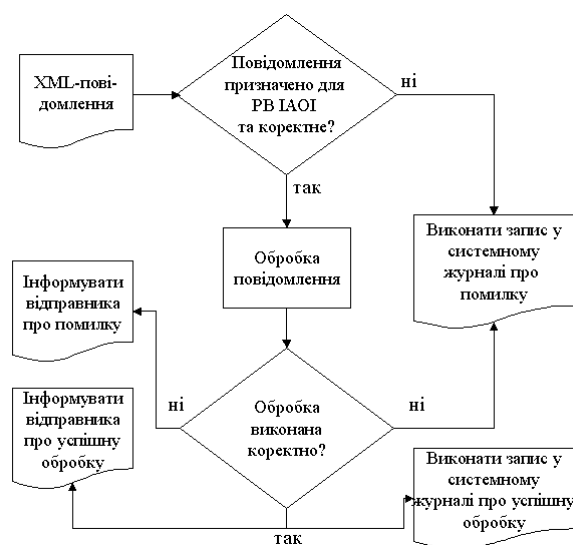 XML-пові-
домлення
Повідомлення
призначено для
РВ ІАОІ
та коректне?
ні
так
Обробка
повідомлення
Виконати запис у
системному
журналі про
помилку
Інформувати
відправника
про помилку
ні
Обробка
виконана
коректно?
ні
Інформувати
відправника
про успішну
обробку
Виконати запис у
системному
журналі про успішну
обробку
так